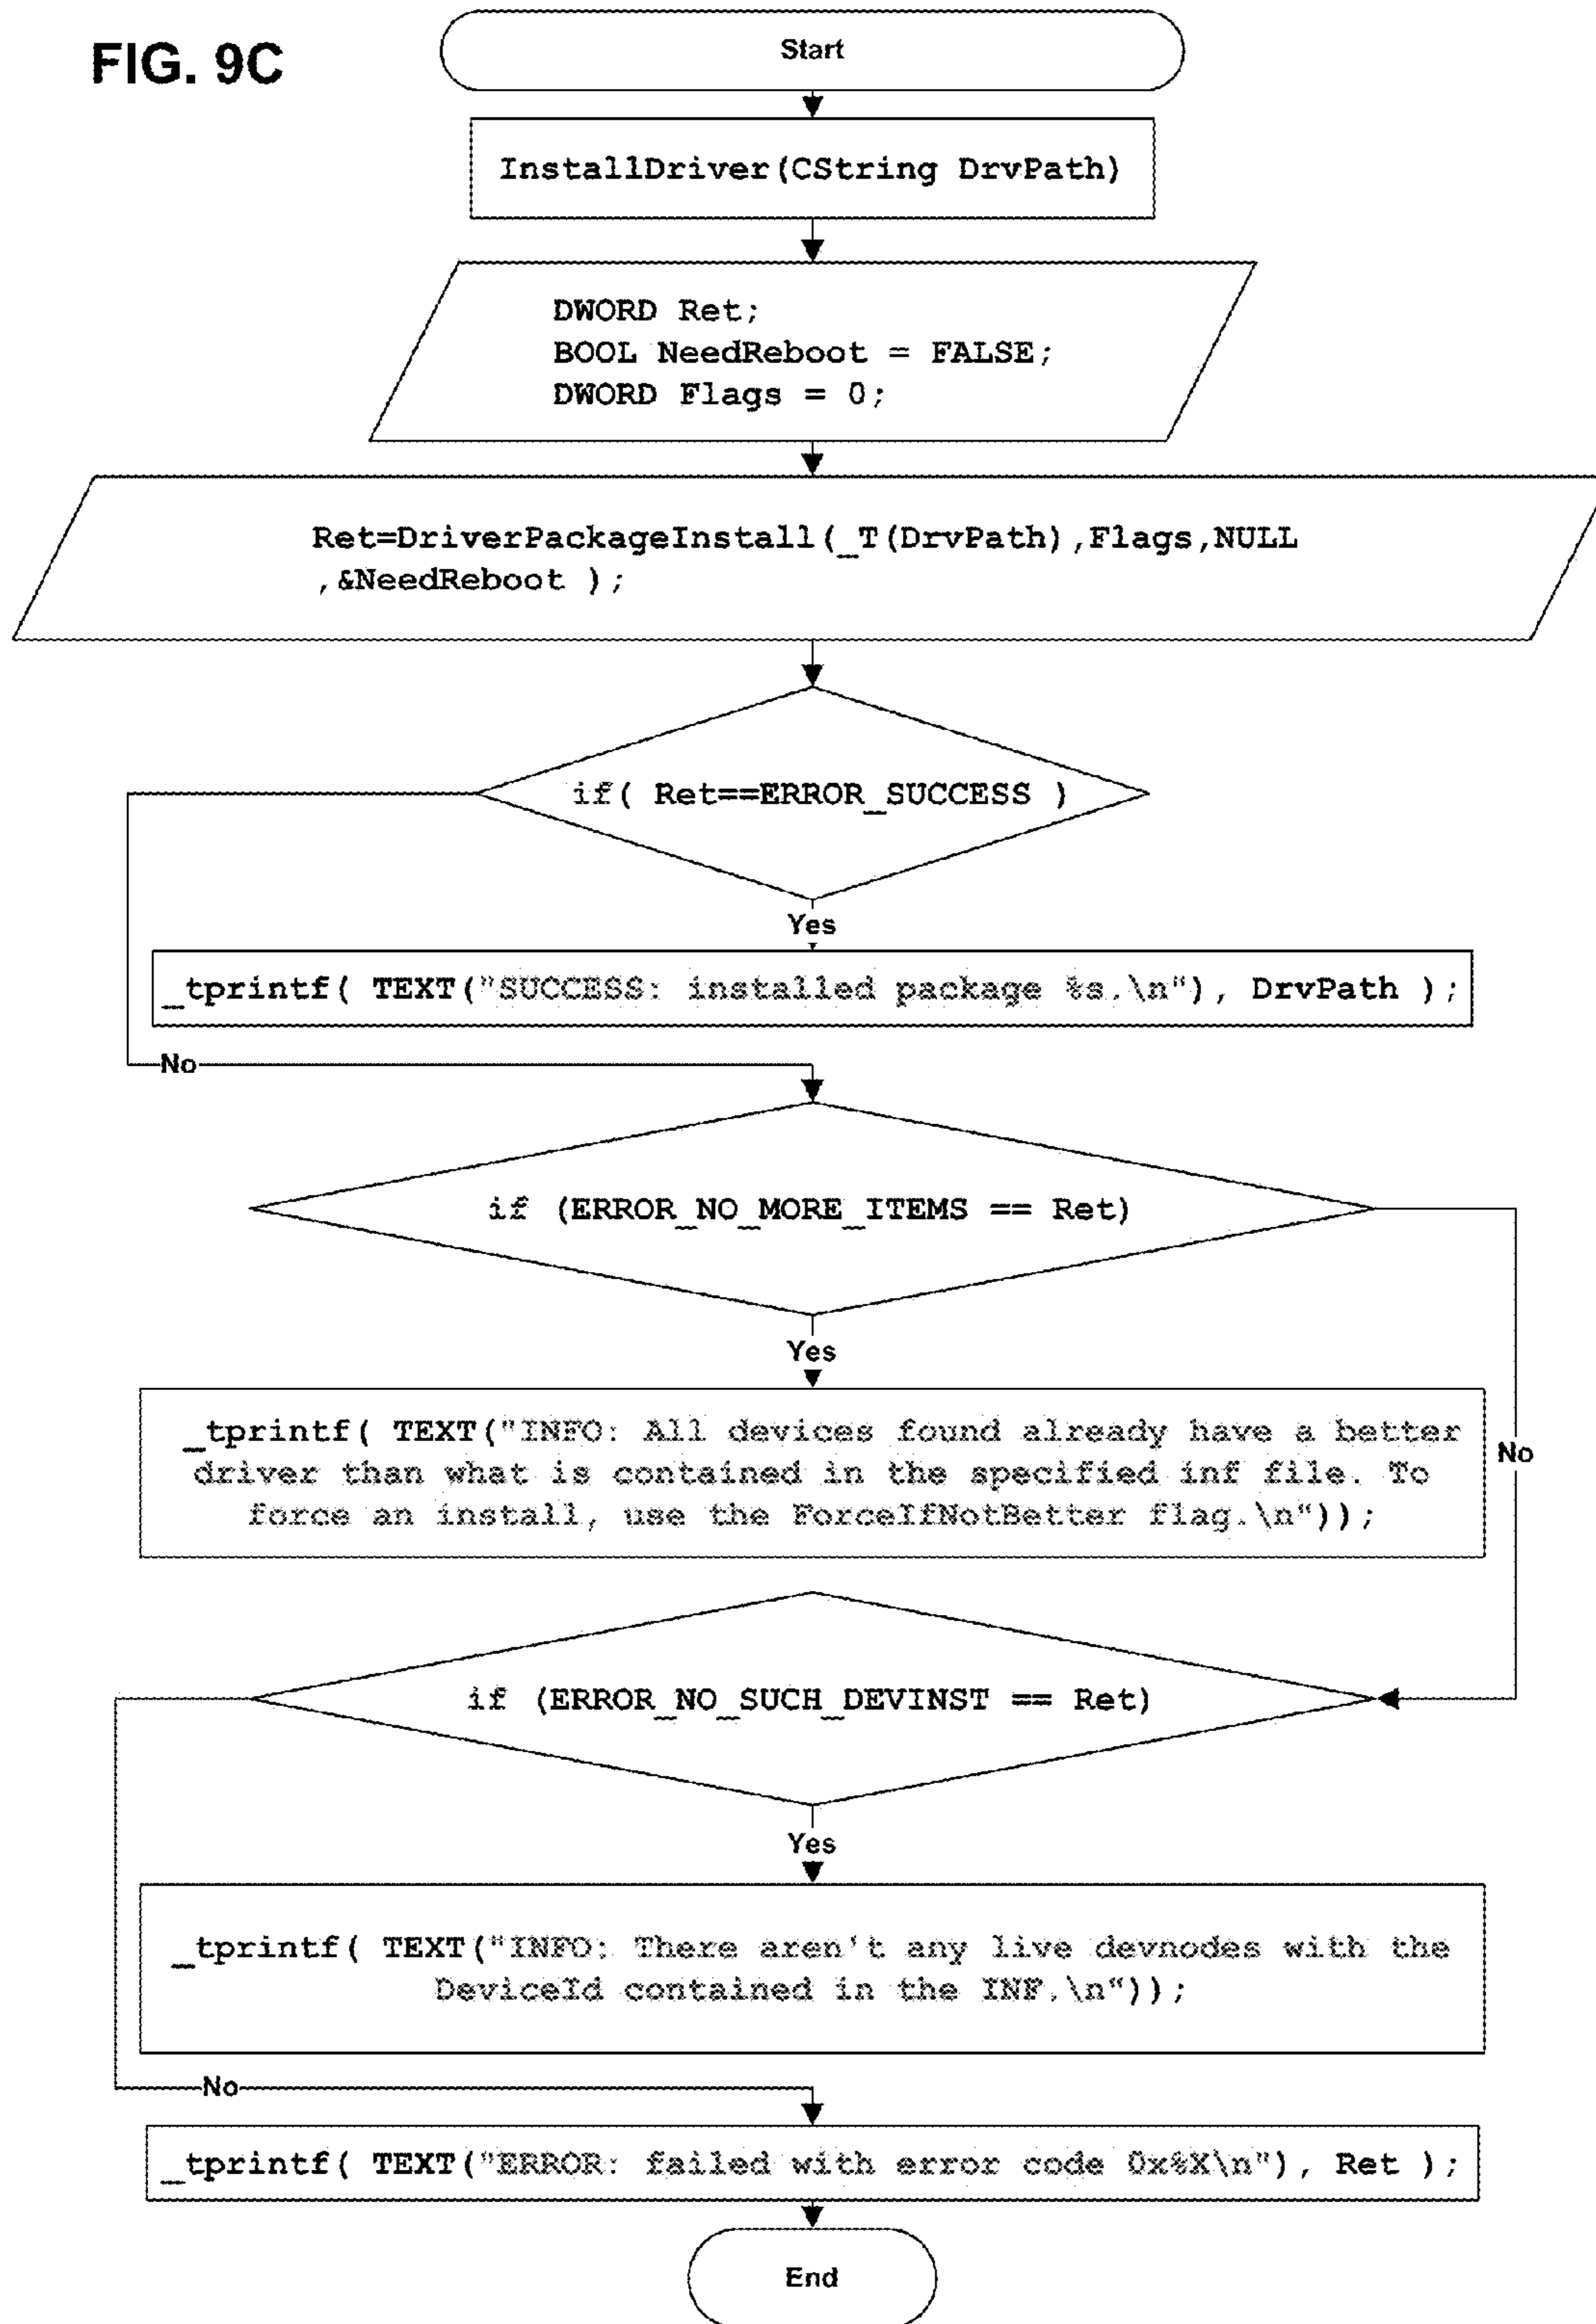 FIG. 9C
Start
InstallDriver(CString DrvPath)
DWORD Ret;
BOOL NeedReboot = FALSE;
DWORD Flags = 0;
Ret=DriverPackageInstall(_T(DrvPath),Flags,NULL
,&NeedReboot );
if( Ret==ERROR_SUCCESS )
Yes
_tprintf( TEXT("SUCCESS: installed package %s.\n"), DrvPath );
No
if (ERROR_NO_MORE_ITEMS == Ret)
Yes
_tprintf( TEXT("INFO: All devices found already have a better
driver than what is contained in the specified inf file. To
force an install, use the ForceIfNotBetter flag.\n"));
No
if (ERROR_NO_SUCH_DEVINST == Ret)
Yes
_tprintf( TEXT("INFO: There aren't any live devnodes with the
DeviceId contained in the INF.\n"));
No
_tprintf( TEXT("ERROR: failed with error code 0x%X\n"), Ret );
End